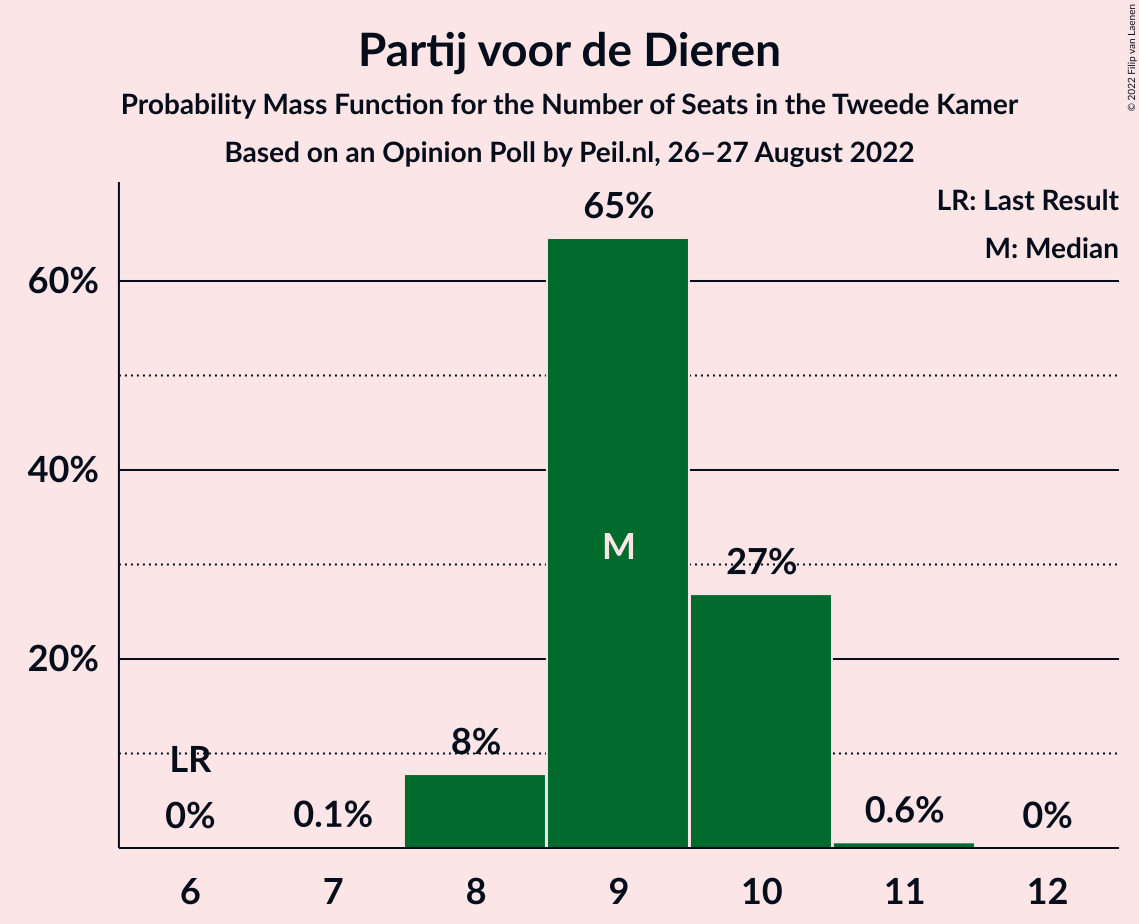 Partij voor de Dieren
Probability Mass Function for the Number of Seats in the Tweede Kamer
Based on an Opinion Poll by Peil.nl, 26–27 August 2022
© 2022 Filip van Laenen
LR: Last Result
M: Median
65%
60%
40%
M
27%
20%
8%
LR
0%
0.1%
0.6%
0%
6 7 8 9 10 11 12